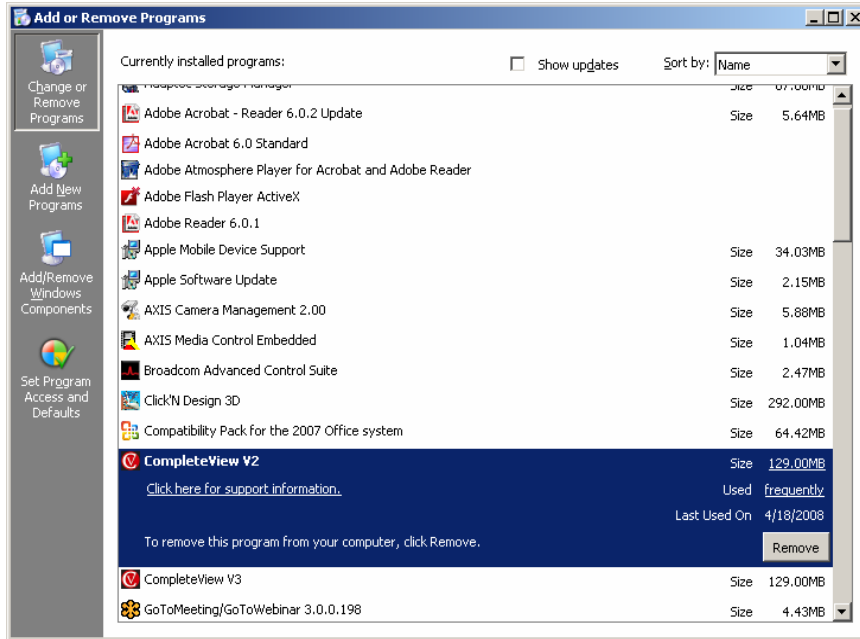 Add or Remove Programs
Change or
Remove
Programs
Add New
Programs
Add/Remove
Windows
Components
Set Program
Access and
Defaults
Currently installed programs:
Show updates
Sort by: Name
Adaptec Storage Manager Size 67.00MB
Adobe Acrobat - Reader 6.0.2 Update Size 5.64MB
Adobe Acrobat 6.0 Standard
Adobe Atmosphere Player for Acrobat and Adobe Reader
Adobe Flash Player ActiveX
Adobe Reader 6.0.1
Apple Mobile Device Support Size 34.03MB
Apple Software Update Size 2.15MB
AXIS Camera Management 2.00 Size 5.88MB
AXIS Media Control Embedded Size 1.04MB
Broadcom Advanced Control Suite Size 2.47MB
Click'N Design 3D Size 292.00MB
Compatibility Pack for the 2007 Office system Size 64.42MB
CompleteView V2 Size 129.00MB
Click here for support information. Used frequently
Last Used On 4/18/2008
To remove this program from your computer, click Remove. Remove
CompleteView V3 Size 129.00MB
GoToMeeting/GoToWebinar 3.0.0.198 Size 4.43MB